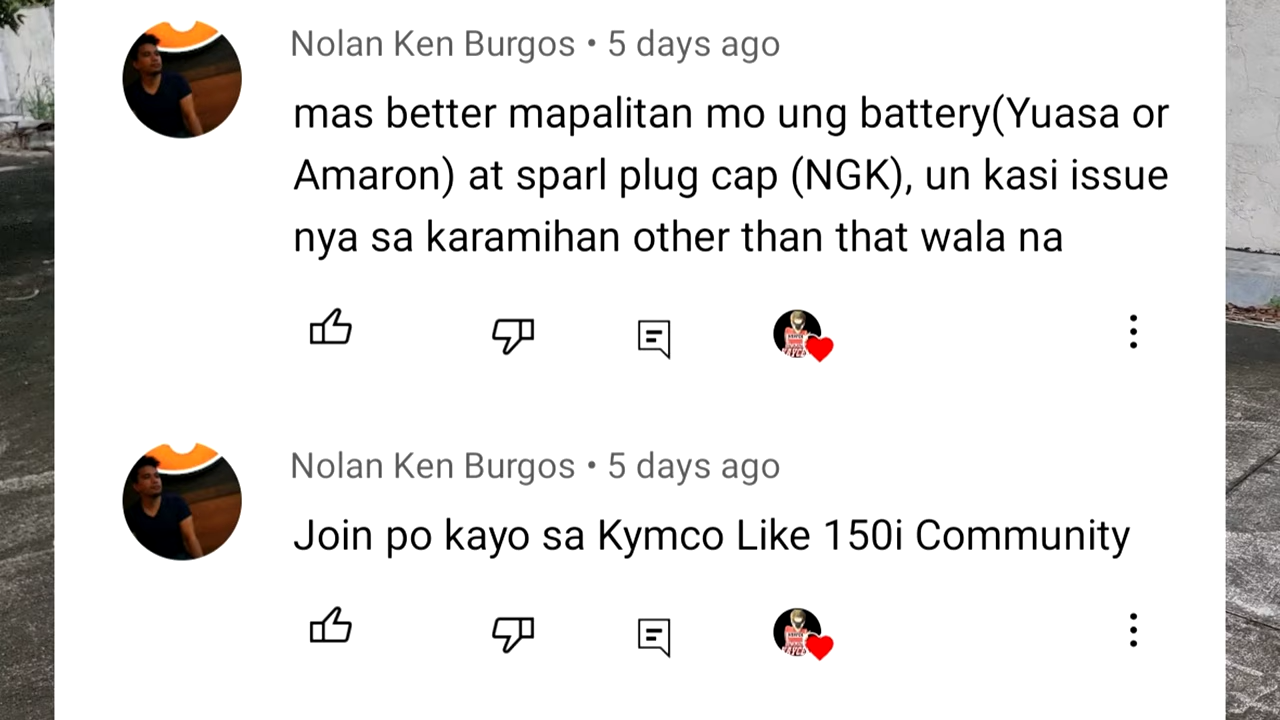 Nolan Ken Burgos • 5 days ago
mas better mapalitan mo ung battery(Yuasa or
Amaron) at sparl plug cap (NGK), un kasi issue
nya sa karamihan other than that wala na
Nolan Ken Burgos • 5 days ago
Join po kayo sa Kymco Like 150i Community